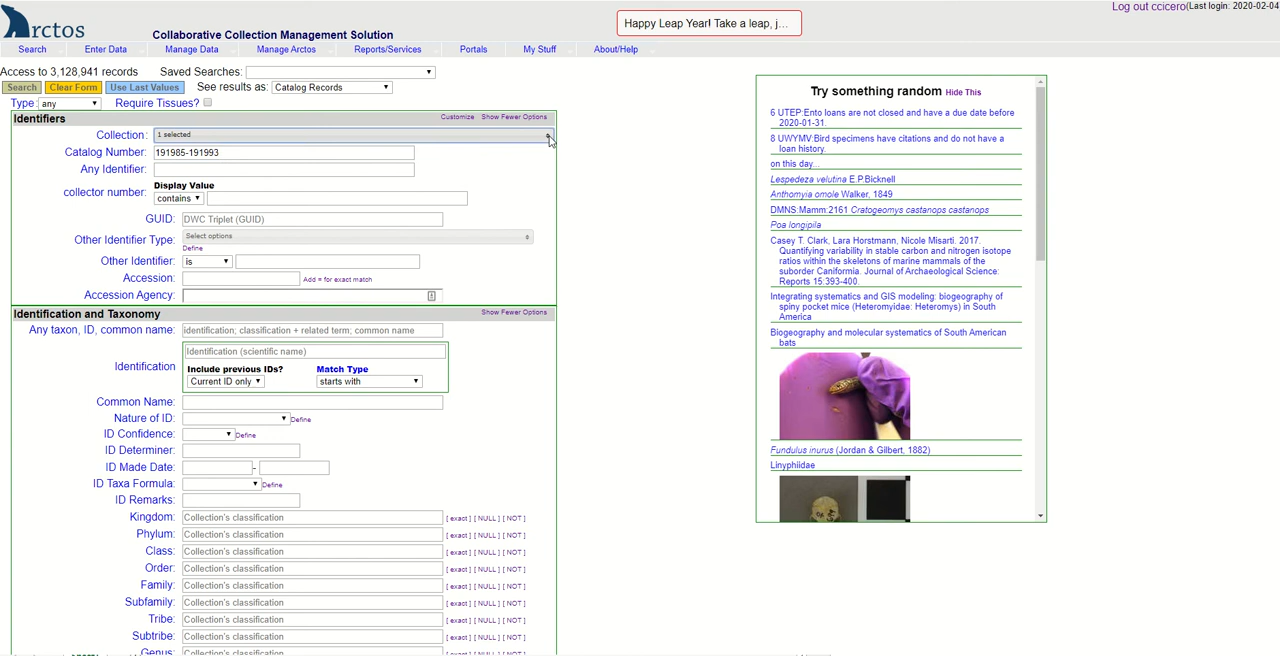 Log out ccicero(Last login: 2020-02-04
Happy Leap Year! Take a leap, j...
Arctos
Collaborative Collection Management Solution
Search Enter Data Manage Data Manage Arctos Reports/Services Portals My Stuff About/Help
Access to 3,128,941 records Saved Searches:
Search Clear Form Use Last Values See results as: Catalog Records
Type: any Require Tissues?
Identifiers Customize Show Fewer Options
Collection: 1 selected
Catalog Number: 191985-191993
Any Identifier:
collector number: Display Value
contains
GUID: DWC Triplet (GUID)
Other Identifier Type: Select options
Define
Other Identifier: is
Accession: Add = for exact match
Accession Agency:
Identification and Taxonomy Show Fewer Options
Any taxon, ID, common name: identification; classification + related term; common name
Identification Identification (scientific name)
Include previous IDs? Match Type
Current ID only starts with
Common Name:
Nature of ID: Define
ID Confidence: Define
ID Determiner:
ID Made Date: -
ID Taxa Formula: Define
ID Remarks:
Kingdom: Collection's classification [ exact ] [ NULL ] [ NOT ]
Phylum: Collection's classification [ exact ] [ NULL ] [ NOT ]
Class: Collection's classification [ exact ] [ NULL ] [ NOT ]
Order: Collection's classification [ exact ] [ NULL ] [ NOT ]
Family: Collection's classification [ exact ] [ NULL ] [ NOT ]
Subfamily: Collection's classification [ exact ] [ NULL ] [ NOT ]
Tribe: Collection's classification [ exact ] [ NULL ] [ NOT ]
Subtribe: Collection's classification [ exact ] [ NULL ] [ NOT ]
Genus: Collection's classification [ exact ] [ NULL ] [ NOT ]
Try something random Hide This
6 UTEP:Ento loans are not closed and have a due date before
2020-01-31.
8 UWYMV:Bird specimens have citations and do not have a
loan history.
on this day...
Lespedeza velutina E.P.Bicknell
Anthomyia omole Walker, 1849
DMNS:Mamm:2161 Cratogeomys castanops castanops
Poa longipila
Casey T. Clark, Lara Horstmann, Nicole Misarti. 2017.
Quantifying variability in stable carbon and nitrogen isotope
ratios within the skeletons of marine mammals of the
suborder Caniformia. Journal of Archaeological Science:
Reports 15:393-400.
Integrating systematics and GIS modeling: biogeography of
spiny pocket mice (Heteromyidae: Heteromys) in South
America
Biogeography and molecular systematics of South American
bats
Fundulus inurus (Jordan & Gilbert, 1882)
Linyphiidae